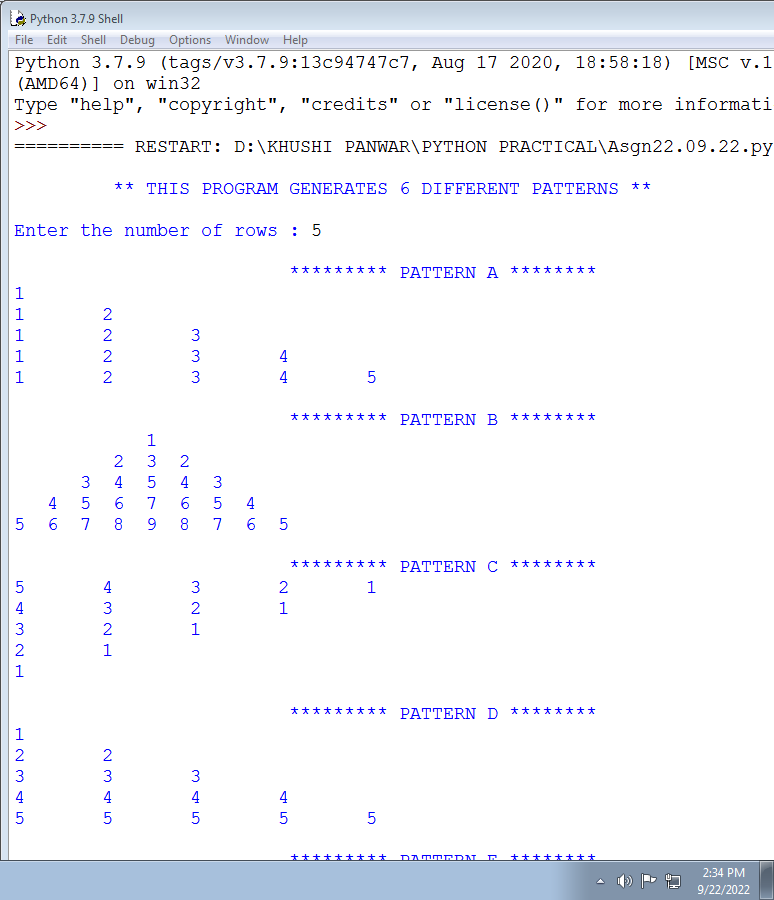 Python 3.7.9 Shell
File Edit Shell Debug Options Window Help
Python 3.7.9 (tags/v3.7.9:13c94747c7, Aug 17 2020, 18:58:18) [MSC v.1
(AMD64)] on win32
Type "help", "copyright", "credits" or "license()" for more informati
>>>
========== RESTART: D:\KHUSHI PANWAR\PYTHON PRACTICAL\Asgn22.09.22.py
** THIS PROGRAM GENERATES 6 DIFFERENT PATTERNS **
Enter the number of rows : 5
********* PATTERN A ********
1
1 2
1 2 3
1 2 3 4
1 2 3 4 5
********* PATTERN B ********
1
2 3 2
3 4 5 4 3
4 5 6 7 6 5 4
5 6 7 8 9 8 7 6 5
********* PATTERN C ********
5 4 3 2 1
4 3 2 1
3 2 1
2 1
1
********* PATTERN D ********
1
2 2
3 3 3
4 4 4 4
5 5 5 5 5
********* PATTERN E ********
2:34 PM
9/22/2022